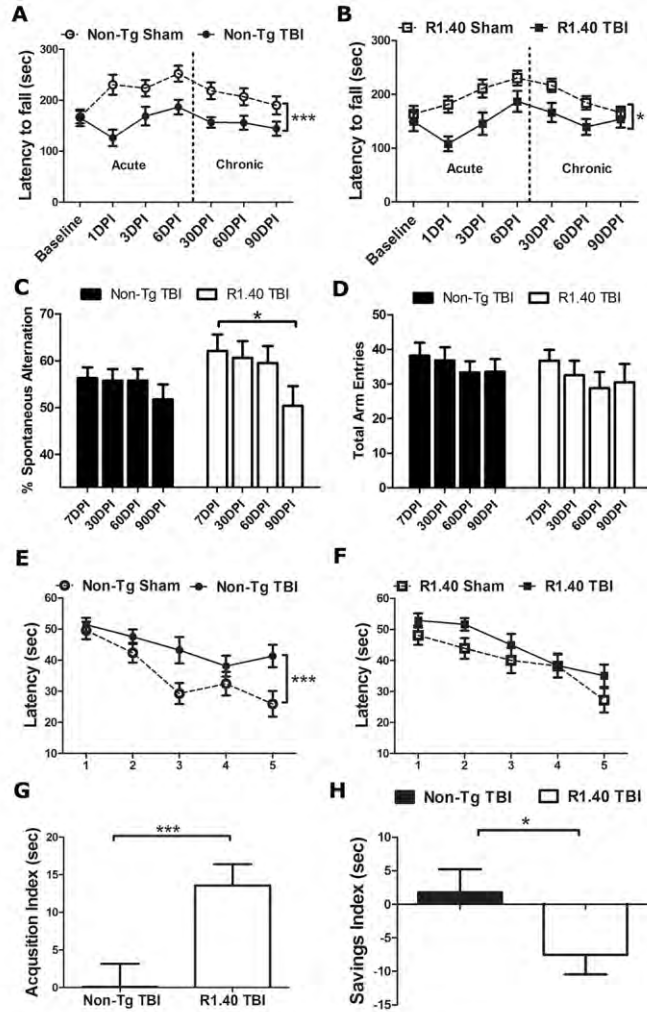 A
Non-Tg Sham Non-Tg TBI
Latency to fall (sec)
300
200
100
0
***
Acute Chronic
Baseline 1DPI 3DPI 6DPI 30DPI 60DPI 90DPI
B
R1.40 Sham R1.40 TBI
Latency to fall (sec)
300
200
100
0
*
Acute Chronic
Baseline 1DPI 3DPI 6DPI 30DPI 60DPI 90DPI
C
Non-Tg TBI R1.40 TBI
% Spontaneous Alternation
70
60
50
40
*
7DPI 30DPI 60DPI 90DPI 7DPI 30DPI 60DPI 90DPI
D
Non-Tg TBI R1.40 TBI
Total Arm Entries
50
40
30
20
10
0
7DPI 30DPI 60DPI 90DPI 7DPI 30DPI 60DPI 90DPI
E
Non-Tg Sham Non-Tg TBI
Latency (sec)
60
50
40
30
20
10
***
1 2 3 4 5
F
R1.40 Sham R1.40 TBI
Latency (sec)
60
50
40
30
20
10
1 2 3 4 5
G
Acqusition Index (sec)
20
15
10
5
0
***
Non-Tg TBI R1.40 TBI
H
Non-Tg TBI R1.40 TBI
Savings Index (sec)
10
5
0
-5
-10
-15
*